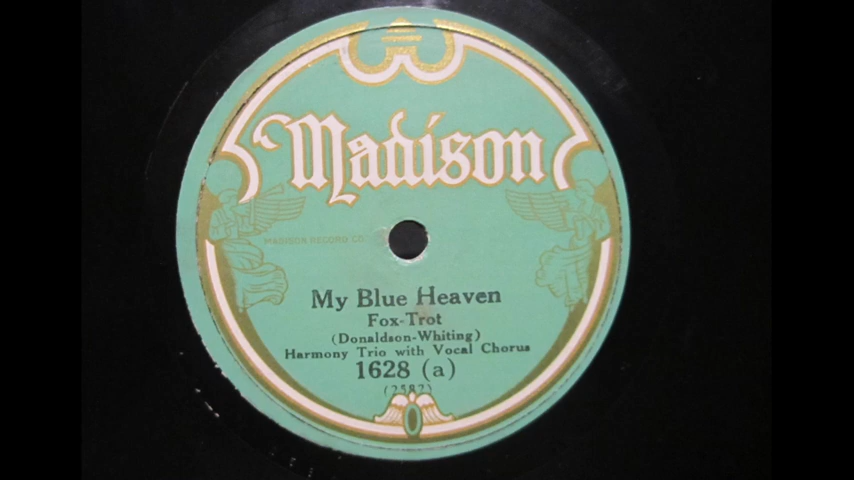 Madison
MADISON RECORD CO.
My Blue Heaven
Fox-Trot
(Donaldson-Whiting)
Harmony Trio with Vocal Chorus
1628 (a)
(2587)